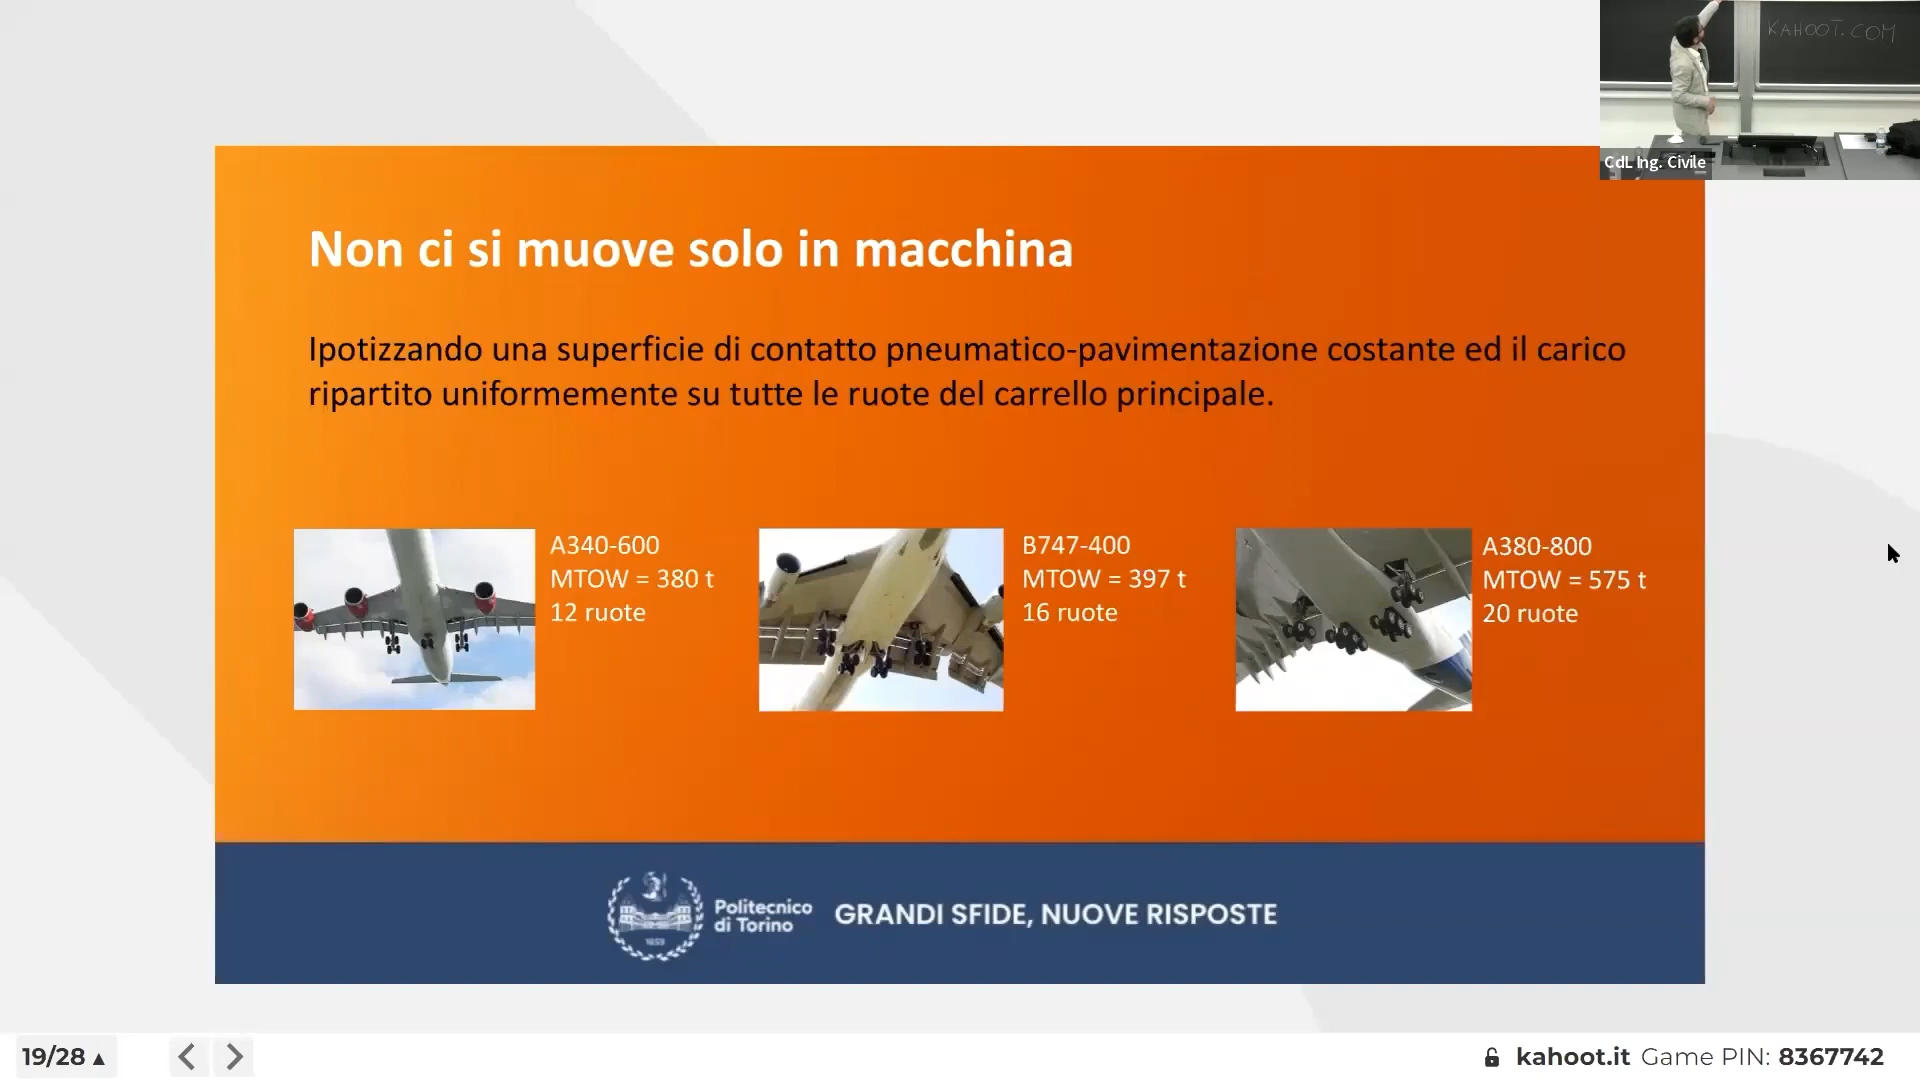 KAHOOT.COM
CdL Ing. Civile
Non ci si muove solo in macchina
Ipotizzando una superficie di contatto pneumatico-pavimentazione costante ed il carico
ripartito uniformemente su tutte le ruote del carrello principale.
A340-600
MTOW = 380 t
12 ruote
B747-400
MTOW = 397 t
16 ruote
A380-800
MTOW = 575 t
20 ruote
1859
Politecnico
di Torino
GRANDI SFIDE, NUOVE RISPOSTE
19/28 ▲
kahoot.it Game PIN: 8367742